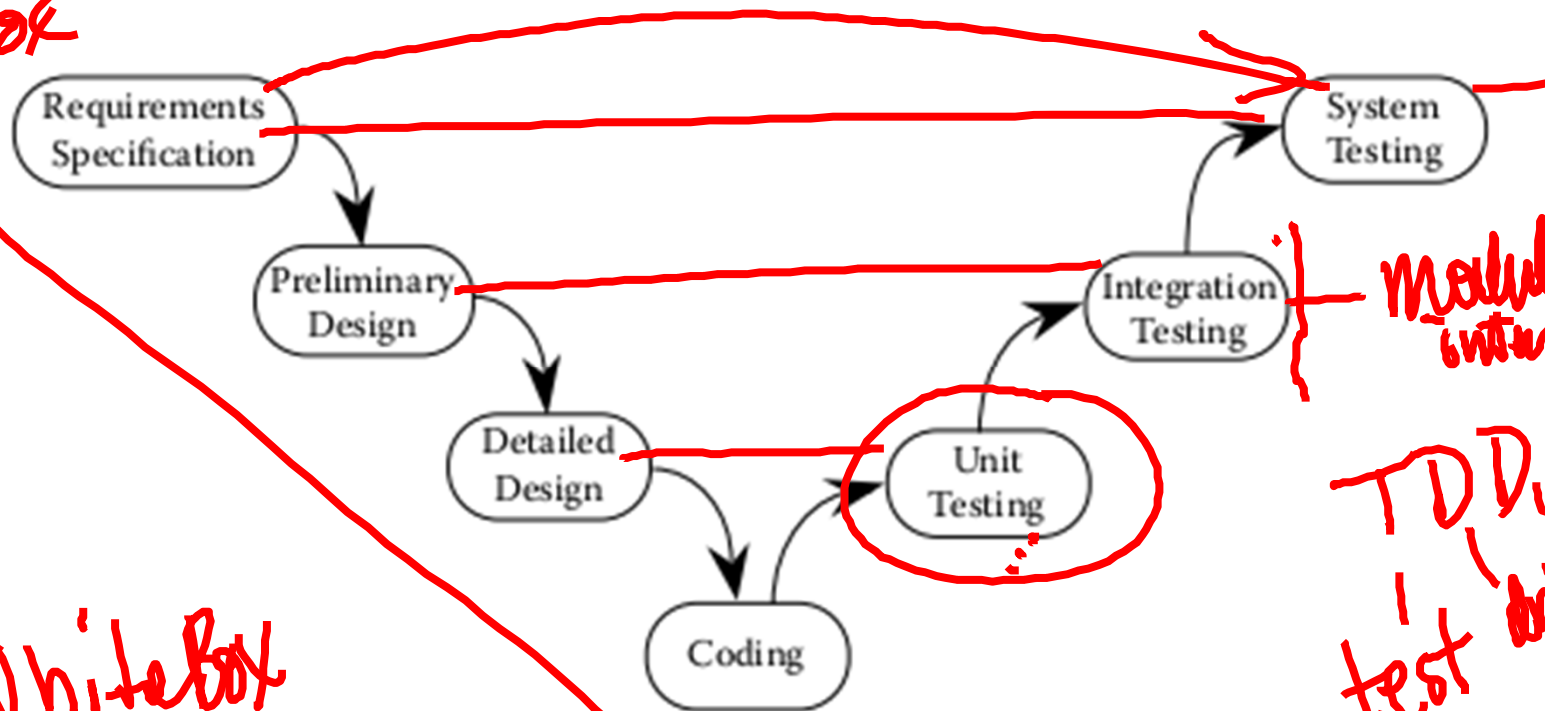 Requirements
Specification
System
Testing
Preliminary
Design
Integration
Testing
Detailed
Design
Unit
Testing
TDD
Coding
WhiteBox
test